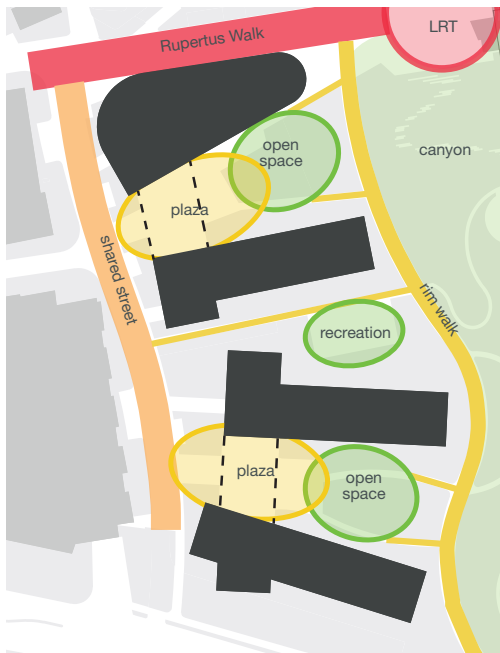 LRT
Rupertus Walk
open
space
canyon
plaza
shared street
rim walk
recreation
plaza
open
space